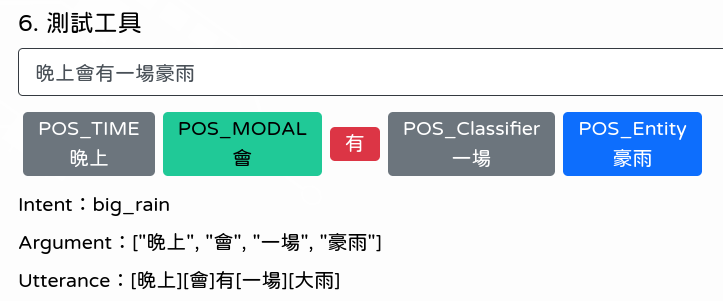 6. 測試工具
晚上會有一場豪雨
POS_TIME POS_MODAL 有 POS_Classifier POS_Entity
晚上 會 一場 豪雨
Intent：big_rain
Argument：["晚上", "會", "一場", "豪雨"]
Utterance：[晚上][會]有[一場][大雨]